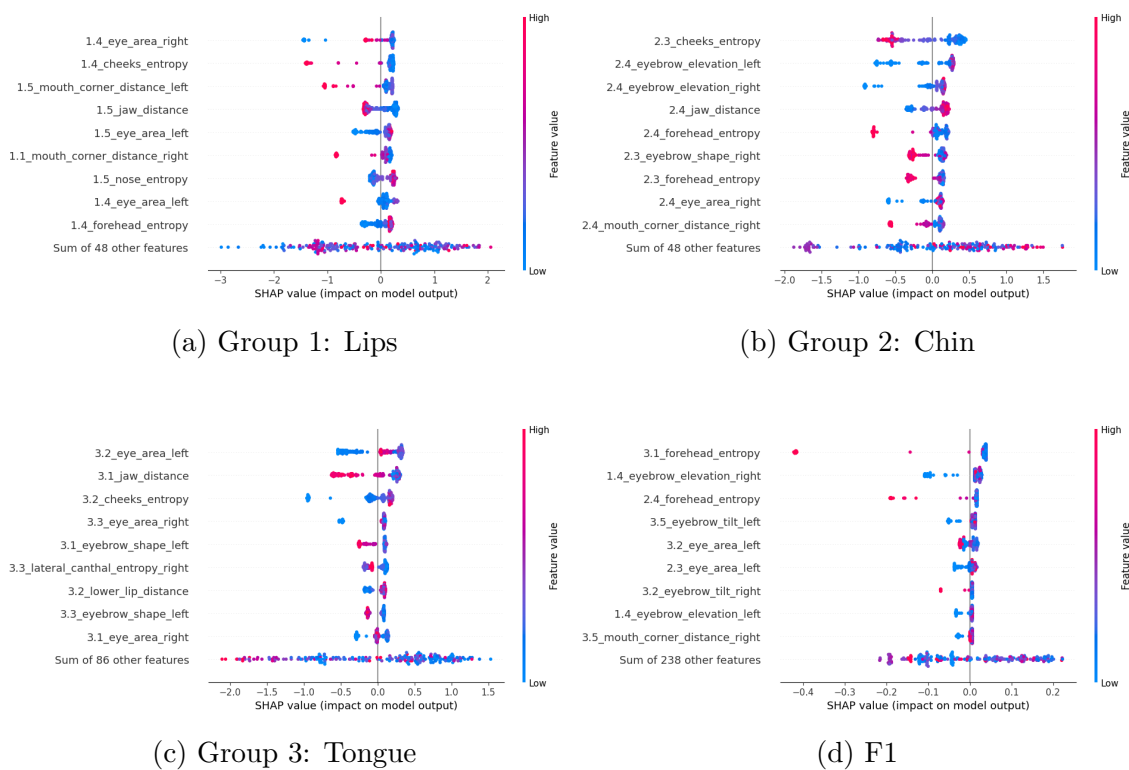 High
1.4_eye_area_right
1.4_cheeks_entropy
1.5_mouth_corner_distance_left
1.5_jaw_distance
1.5_eye_area_left
1.1_mouth_corner_distance_right
1.5_nose_entropy
1.4_eye_area_left
1.4_forehead_entropy
Sum of 48 other features
Feature value
Low
−3 −2 −1 0 1 2
SHAP value (impact on model output)
(a) Group 1: Lips
High
2.3_cheeks_entropy
2.4_eyebrow_elevation_left
2.4_eyebrow_elevation_right
2.4_jaw_distance
2.4_forehead_entropy
2.3_eyebrow_shape_right
2.3_forehead_entropy
2.4_eye_area_right
2.4_mouth_corner_distance_right
Sum of 48 other features
Feature value
Low
−2.0 −1.5 −1.0 −0.5 0.0 0.5 1.0 1.5
SHAP value (impact on model output)
(b) Group 2: Chin
High
3.2_eye_area_left
3.1_jaw_distance
3.2_cheeks_entropy
3.3_eye_area_right
3.1_eyebrow_shape_left
3.3_lateral_canthal_entropy_right
3.2_lower_lip_distance
3.3_eyebrow_shape_left
3.1_eye_area_right
Sum of 86 other features
Feature value
Low
−2.0 −1.5 −1.0 −0.5 0.0 0.5 1.0 1.5
SHAP value (impact on model output)
(c) Group 3: Tongue
High
3.1_forehead_entropy
1.4_eyebrow_elevation_right
2.4_forehead_entropy
3.5_eyebrow_tilt_left
3.2_eye_area_left
2.3_eye_area_left
3.2_eyebrow_tilt_right
1.4_eyebrow_elevation_left
3.5_mouth_corner_distance_right
Sum of 238 other features
Feature value
Low
−0.4 −0.3 −0.2 −0.1 0.0 0.1 0.2
SHAP value (impact on model output)
(d) F1